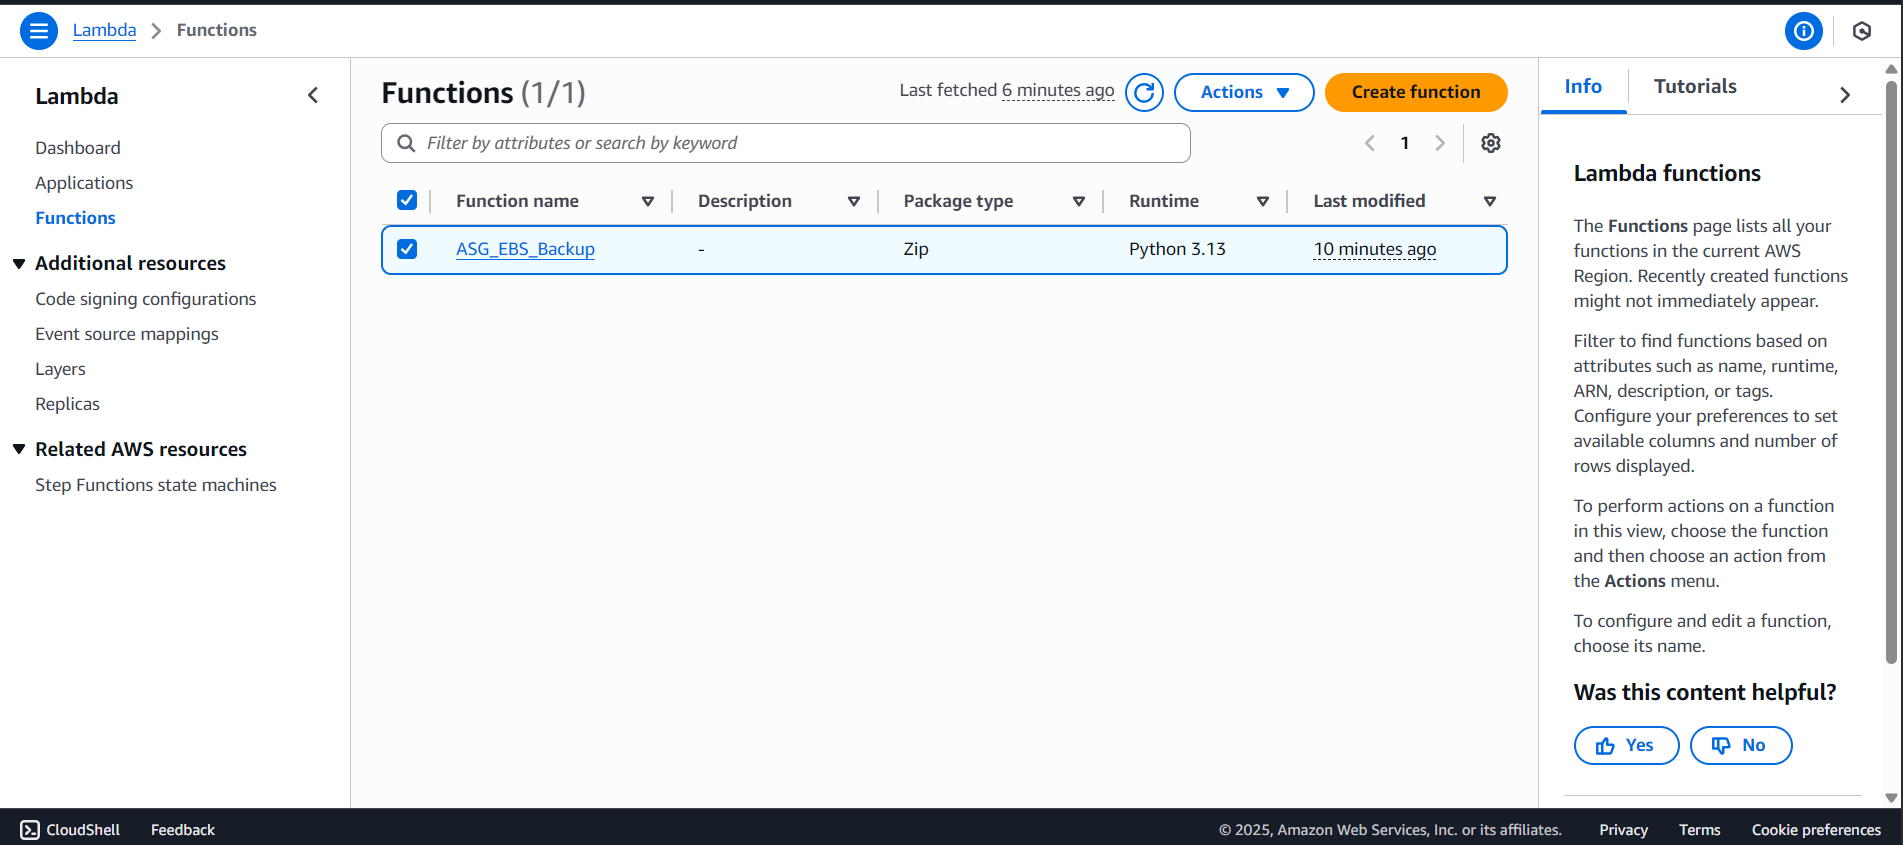 Lambda > Functions
Lambda
Dashboard
Applications
Functions
Additional resources
Code signing configurations
Event source mappings
Layers
Replicas
Related AWS resources
Step Functions state machines
Functions (1/1)
Last fetched 6 minutes ago
Actions
Create function
Filter by attributes or search by keyword
1
Function name Description Package type Runtime Last modified
ASG_EBS_Backup - Zip Python 3.13 10 minutes ago
Info Tutorials
Lambda functions
The Functions page lists all your
functions in the current AWS
Region. Recently created functions
might not immediately appear.
Filter to find functions based on
attributes such as name, runtime,
ARN, description, or tags.
Configure your preferences to set
available columns and number of
rows displayed.
To perform actions on a function
in this view, choose the function
and then choose an action from
the Actions menu.
To configure and edit a function,
choose its name.
Was this content helpful?
Yes No
CloudShell Feedback © 2025, Amazon Web Services, Inc. or its affiliates. Privacy Terms Cookie preferences